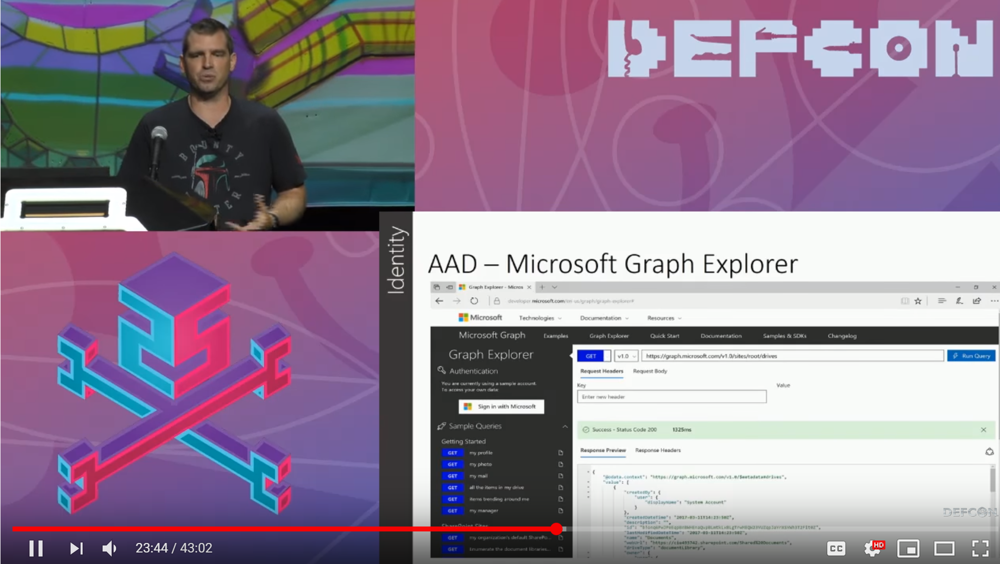 DEFCON
BOUNTY
Identity
AAD – Microsoft Graph Explorer
Graph Explorer - Micros
developer.microsoft.com/en-us/graph/graph-explorer#
Microsoft Technologies Documentation Resources
Microsoft Graph Examples Graph Explorer Quick Start Documentation Samples & SDKs Changelog
Graph Explorer
GET v1.0 https://graph.microsoft.com/v1.0/sites/root/drives Run Query
Authentication
Request Headers Request Body
You are currently using a sample account.
To access your own data:
Key Value
Enter new header
Sign in with Microsoft
Sample Queries
Success - Status Code 200 1325ms
Getting Started
Response Preview Response Headers
GET my profile
GET my photo
GET my mail
GET all the items in my drive
GET items trending around me
GET my manager
SharePoint Sites
GET my organization's default SharePo...
GET Enumerate the document libraries...
{
"@odata.context": "https://graph.microsoft.com/v1.0/$metadata#drives",
"value": [
{
"createdBy": {
"user": {
"displayName": "System Account"
}
},
"createdDateTime": "2017-03-11T14:23:50Z",
"description": "",
"id":
"lastModifiedDateTime": "2017-03-11T14:23:50Z",
"name": "Documents",
"webUrl": "https://cie493742.sharepoint.com/Shared%20Documents",
"driveType": "documentLibrary",
"owner": {
"user": {
DEFCON
25
23:44 / 43:02
CC
HD